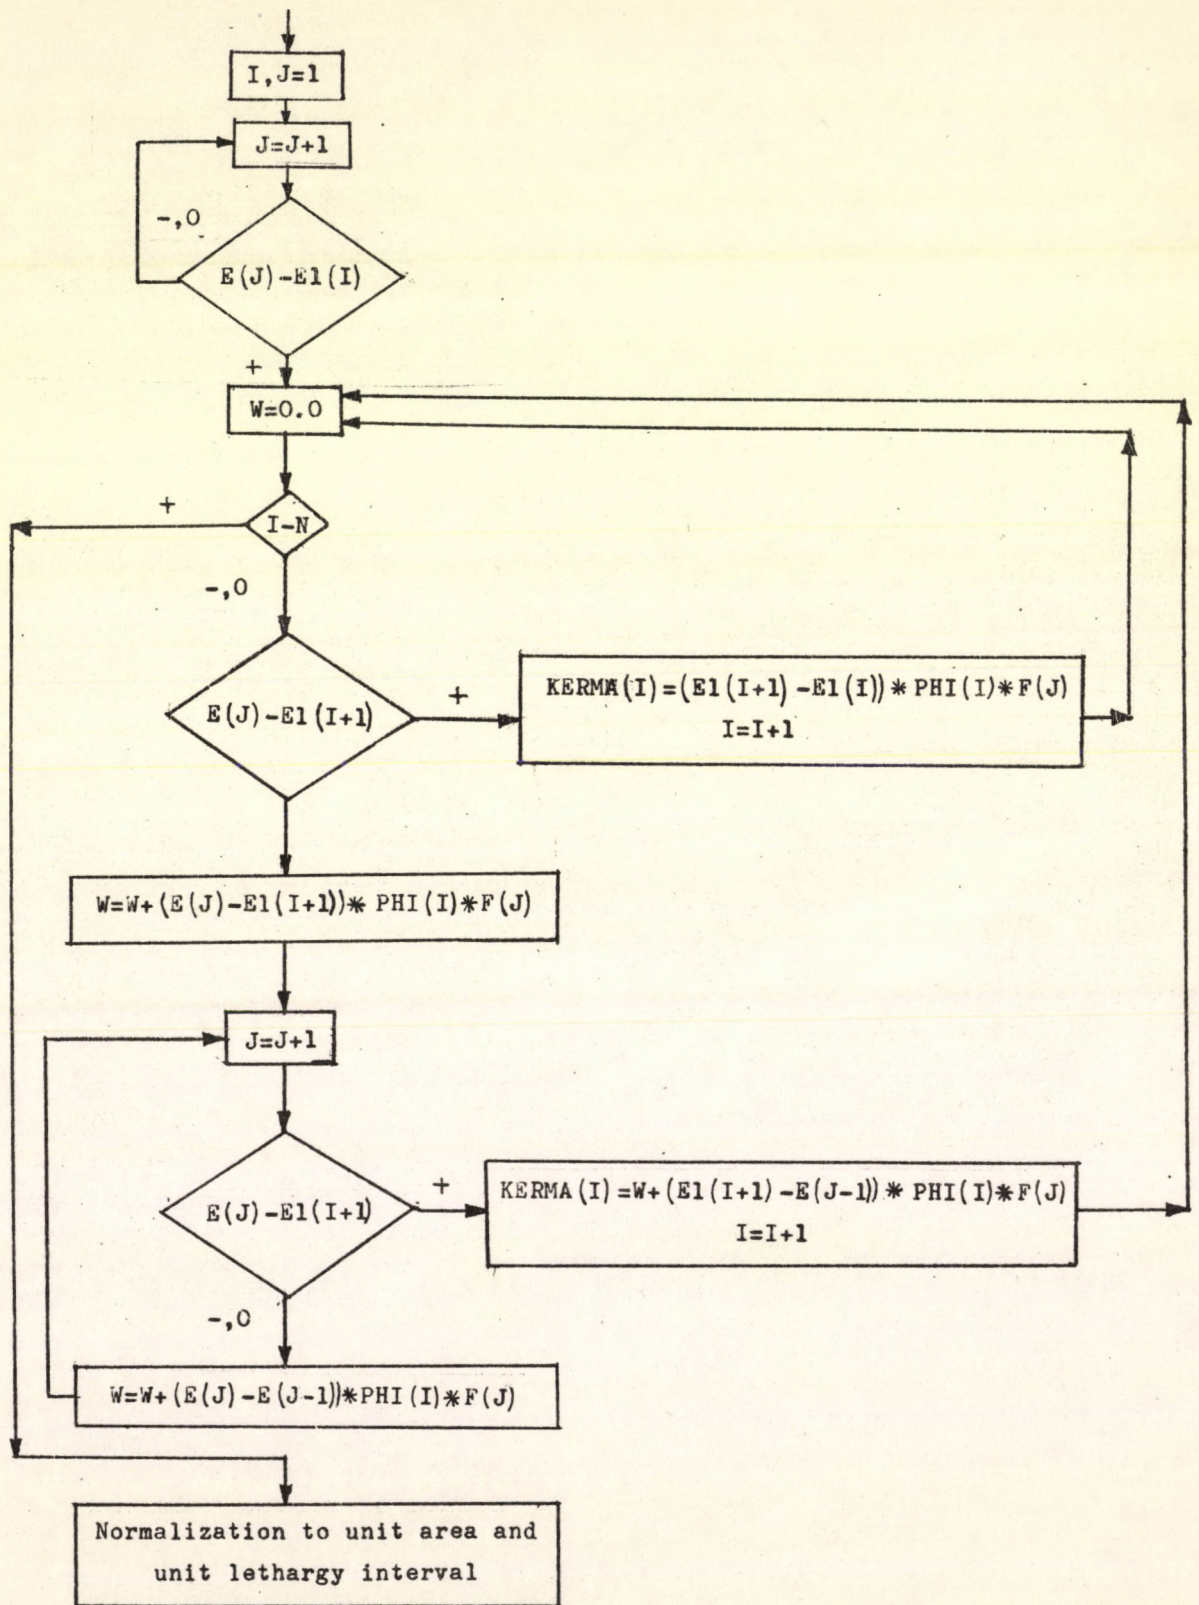 I,J=1
J=J+1
-,0
E(J)-E1(I)
+
W=0.0
+
I-N
-,0
E(J)-E1(I+1)
+
KERMA(I)=(E1(I+1)-E1(I))*PHI(I)*F(J)
I=I+1
W=W+(E(J)-E1(I+1))* PHI(I)*F(J)
J=J+1
E(J)-E1(I+1)
+
KERMA(I)=W+(E1(I+1)-E(J-1))* PHI(I)*F(J)
I=I+1
-,0
W=W+(E(J)-E(J-1))*PHI(I)*F(J)
Normalization to unit area and
unit lethargy interval